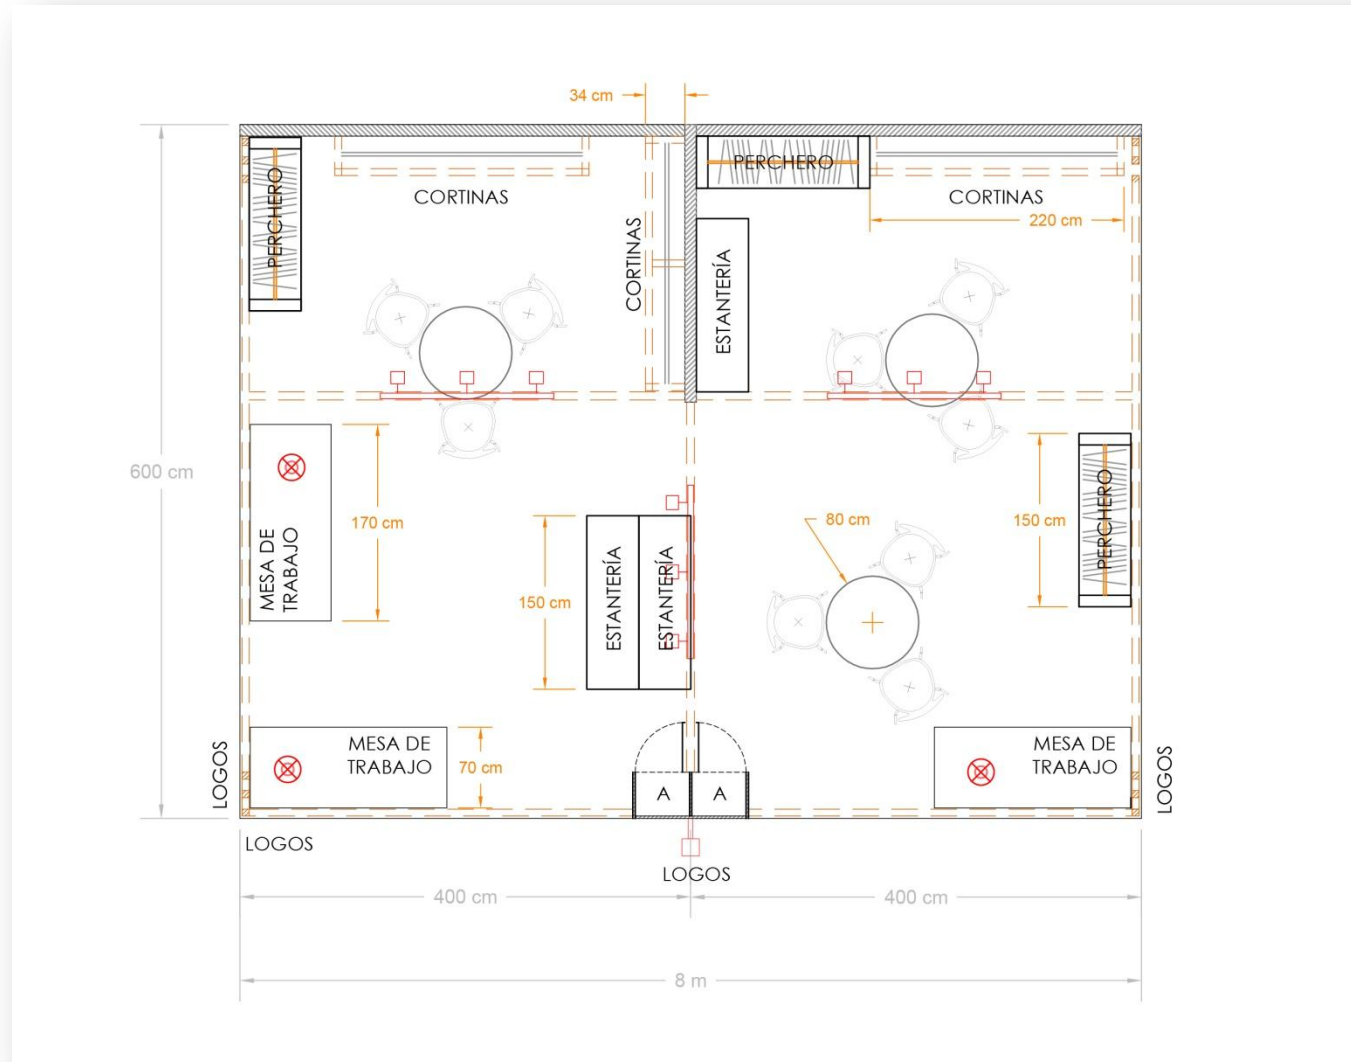 34 cm
PERCHERO
CORTINAS
CORTINAS
PERCHERO
ESTANTERÍA
CORTINAS
220 cm
600 cm
MESA DE
TRABAJO
170 cm
150 cm
ESTANTERÍA
ESTANTERÍA
80 cm
150 cm
PERCHERO
LOGOS
MESA DE
TRABAJO
70 cm
A
A
MESA DE
TRABAJO
LOGOS
LOGOS
LOGOS
400 cm
400 cm
8 m